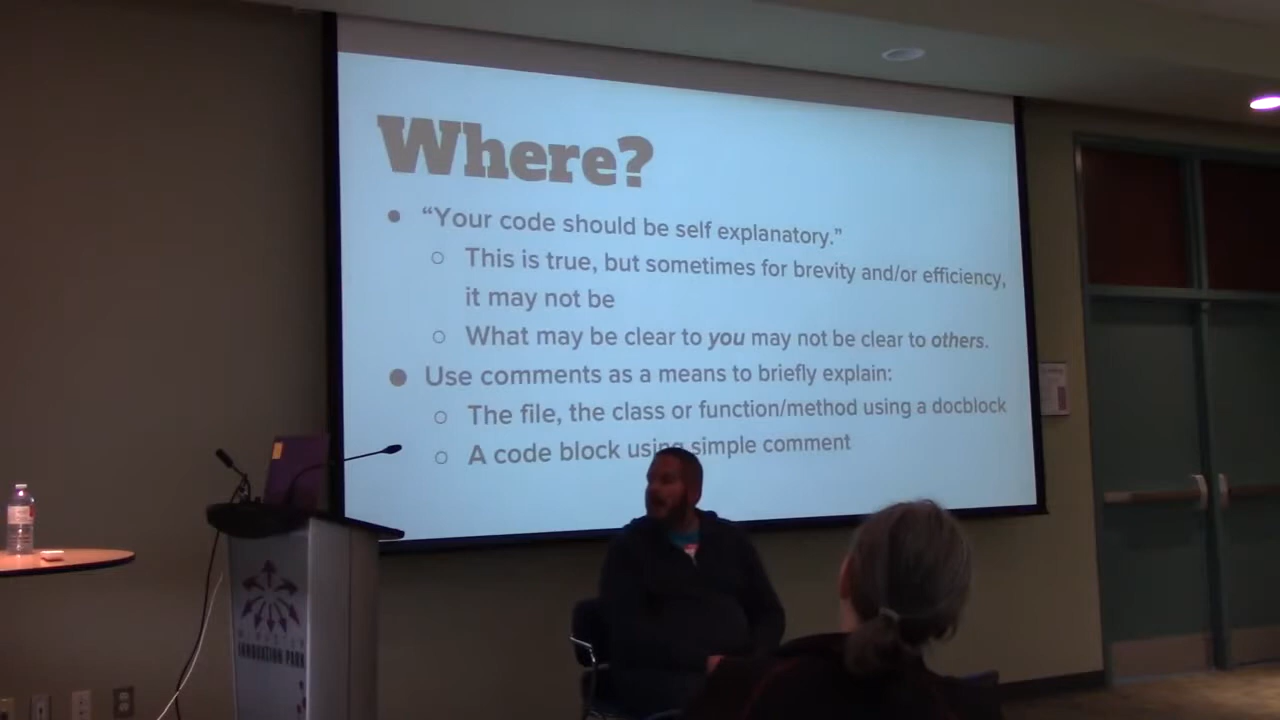 Where?
“Your code should be self explanatory.”
This is true, but sometimes for brevity and/or efficiency,
it may not be
What may be clear to you may not be clear to others.
Use comments as a means to briefly explain:
The file, the class or function/method using a docblock
A code block using simple comment
INNOVATION PARK